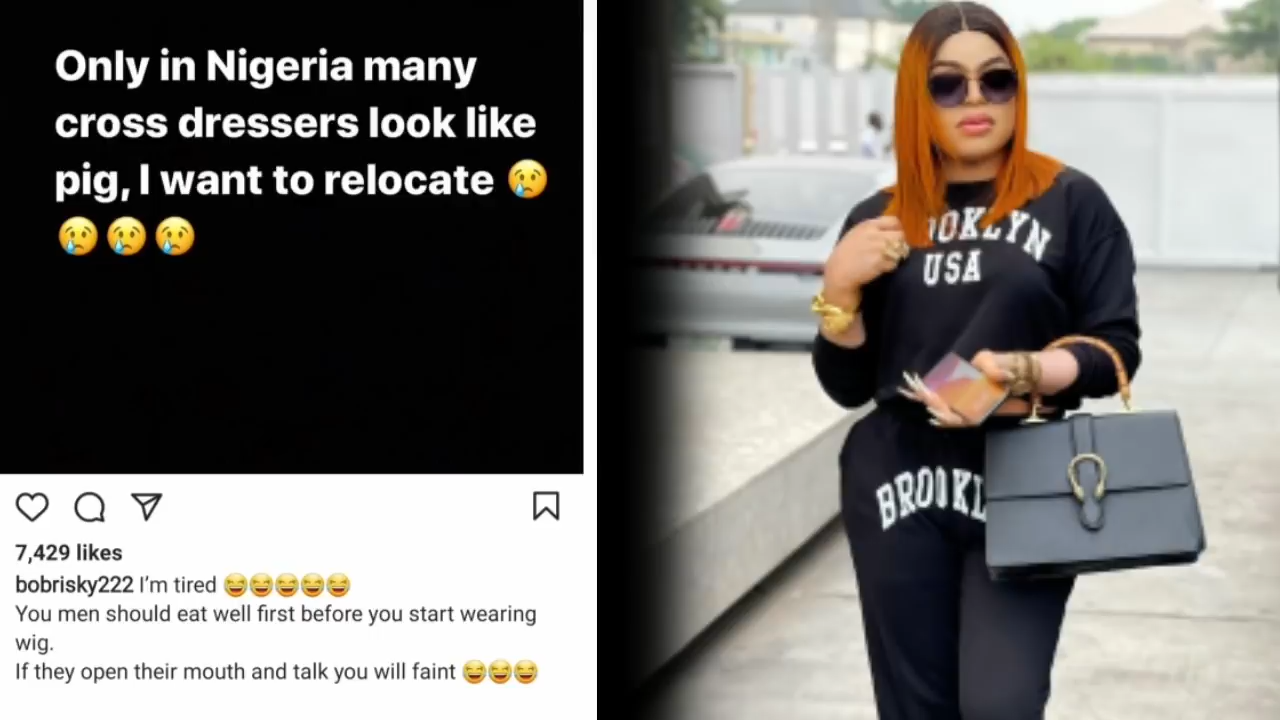 Only in Nigeria many
cross dressers look like
pig, I want to relocate 😢
😢😢😢
7,429 likes
bobrisky222 I’m tired 😆😆😆😆😆
You men should eat well first before you start wearing
wig.
If they open their mouth and talk you will faint 😆😆😆
BROOKLYN
USA